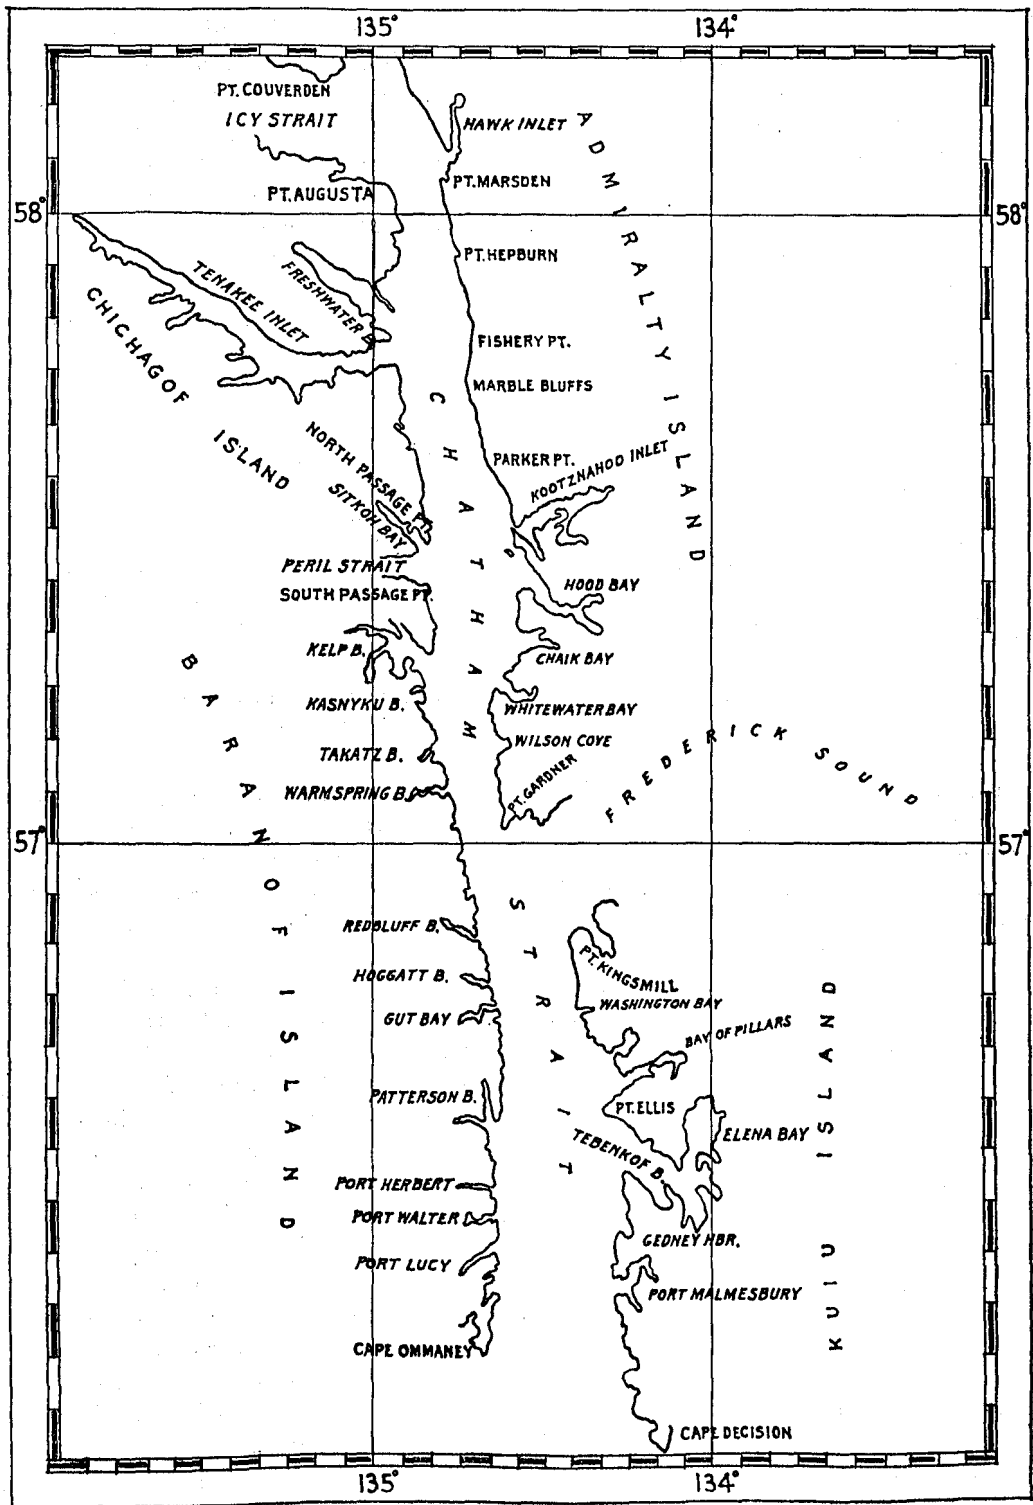 135° 134°
PT. COUVERDEN
ICY STRAIT
HAWK INLET
ADMIRALTY ISLAND
PT. MARSDEN
PT. AUGUSTA
58° 58°
PT. HEPBURN
TENAKEE INLET
FRESHWATER B.
CHICHAGOF ISLAND
FISHERY PT.
MARBLE BLUFFS
CHATHAM STRAIT
NORTH PASSAGE PT.
PARKER PT.
KOOTZNAHOO INLET
SITKOH BAY
PERIL STRAIT
SOUTH PASSAGE PT.
HOOD BAY
KELP B.
CHAIK BAY
BARANOF ISLAND
KASNYKU B.
WHITEWATER BAY
WILSON COVE
TAKATZ B.
PT. GARDNER
FREDERICK SOUND
WARMSPRING B.
57° 57°
REDBLUFF B.
PT. KINGSMILL
HOGGATT B.
WASHINGTON BAY
GUT BAY
BAY OF PILLARS
KUIU ISLAND
PATTERSON B.
PT. ELLIS
ELENA BAY
TEBENKOF B.
PORT HERBERT
PORT WALTER
GEDNEY HBR.
PORT LUCY
PORT MALMESBURY
CAPE OMMANEY
CAPE DECISION
135° 134°